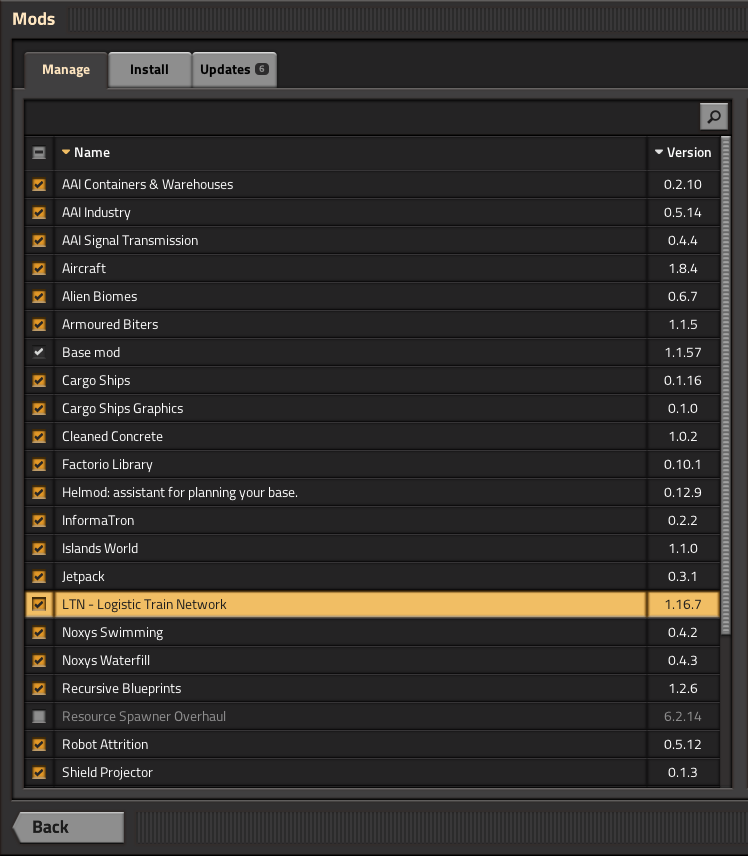 Mods
Manage Install Updates 6
Name Version
AAI Containers & Warehouses 0.2.10
AAI Industry 0.5.14
AAI Signal Transmission 0.4.4
Aircraft 1.8.4
Alien Biomes 0.6.7
Armoured Biters 1.1.5
Base mod 1.1.57
Cargo Ships 0.1.16
Cargo Ships Graphics 0.1.0
Cleaned Concrete 1.0.2
Factorio Library 0.10.1
Helmod: assistant for planning your base. 0.12.9
InformaTron 0.2.2
Islands World 1.1.0
Jetpack 0.3.1
LTN - Logistic Train Network 1.16.7
Noxys Swimming 0.4.2
Noxys Waterfill 0.4.3
Recursive Blueprints 1.2.6
Resource Spawner Overhaul 6.2.14
Robot Attrition 0.5.12
Shield Projector 0.1.3
Back